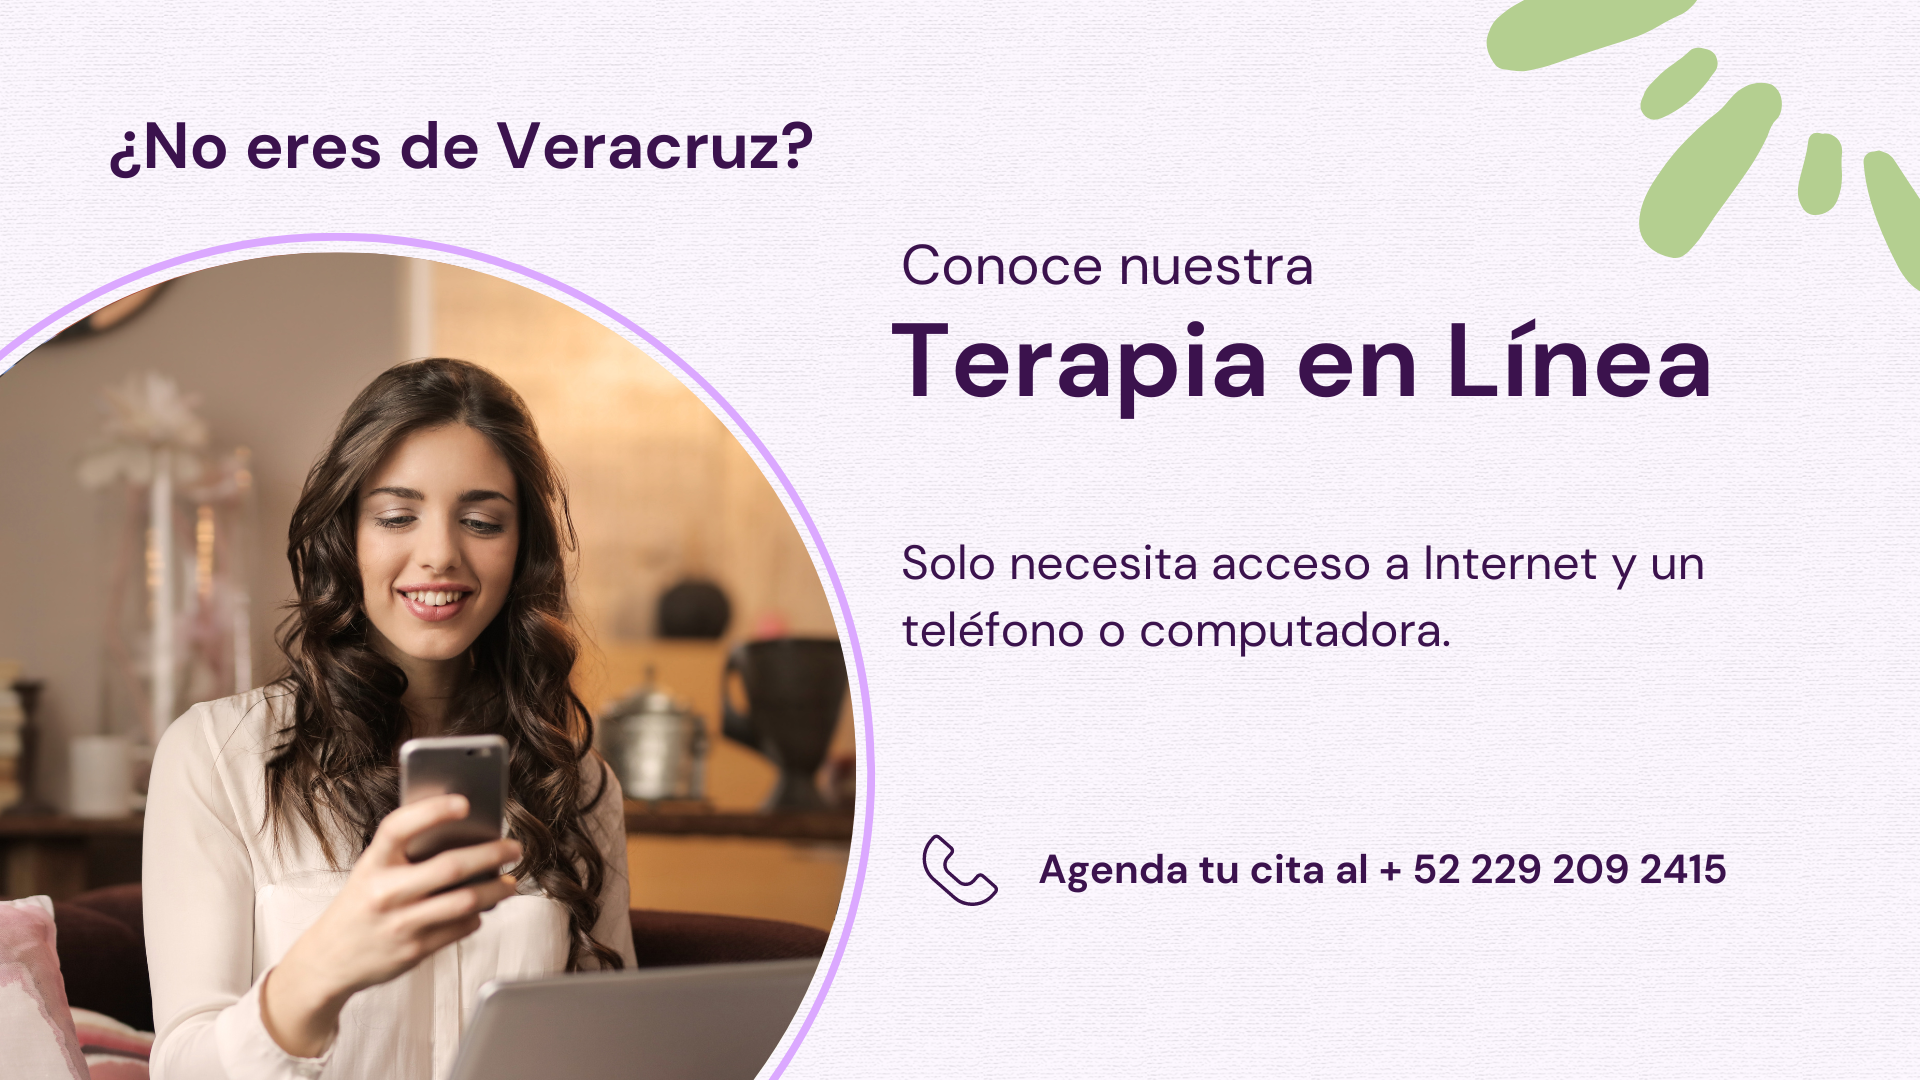 ¿No eres de Veracruz?
Conoce nuestra
Terapia en Línea
Solo necesita acceso a Internet y un
teléfono o computadora.
Agenda tu cita al + 52 229 209 2415